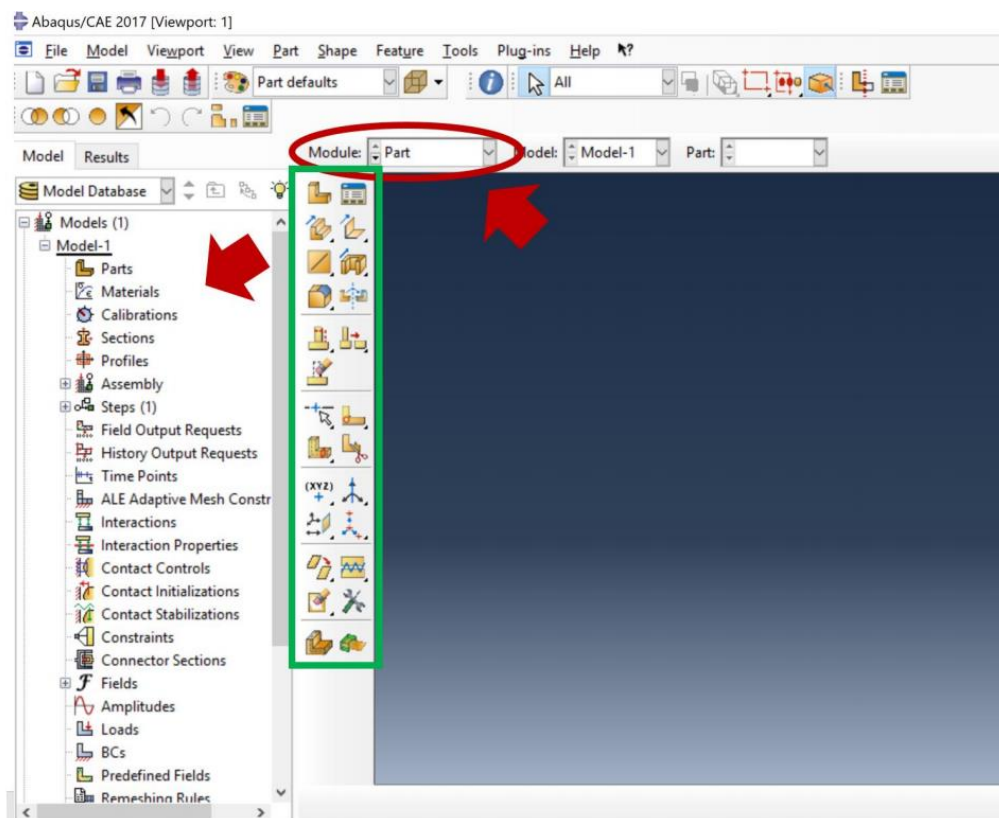 Abaqus/CAE 2017 [Viewport: 1]
File Model Viewport View Part Shape Feature Tools Plug-ins Help ?
Part defaults All
Module: Part Model: Model-1 Part:
Model Results
Model Database
Models (1)
Model-1
Parts
Materials
Calibrations
Sections
Profiles
Assembly
Steps (1)
Field Output Requests
History Output Requests
Time Points
ALE Adaptive Mesh Constr
Interactions
Interaction Properties
Contact Controls
Contact Initializations
Contact Stabilizations
Constraints
Connector Sections
Fields
Amplitudes
Loads
BCs
Predefined Fields
Remeshing Rules
(XYZ)